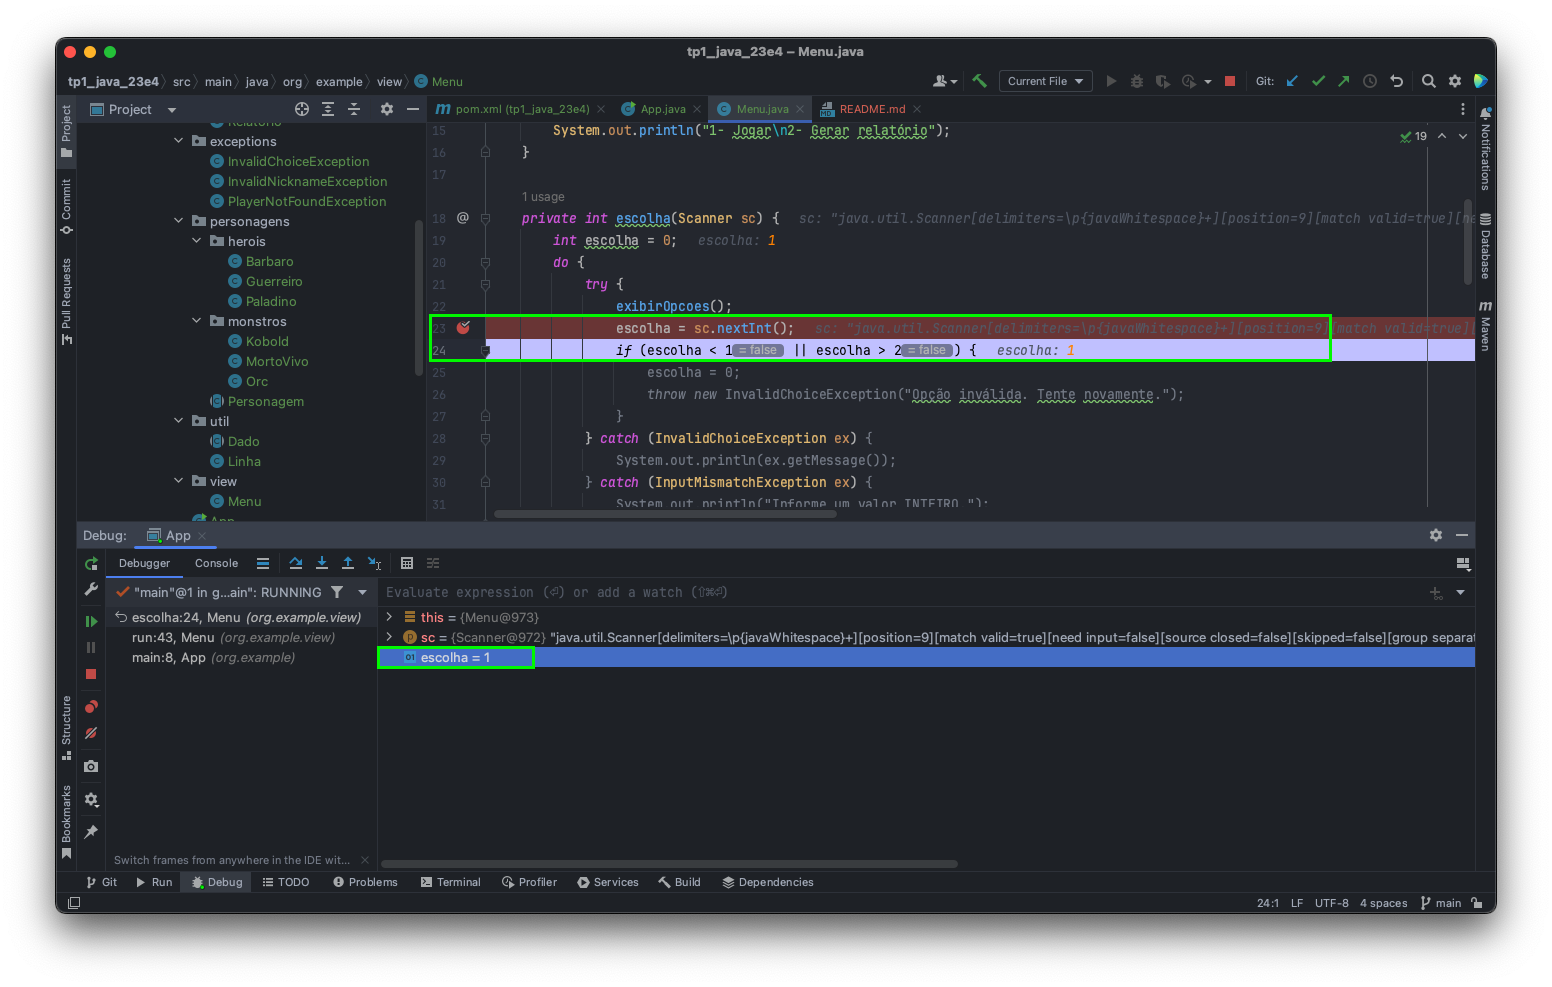 tp1_java_23e4 – Menu.java
tp1_java_23e4 src main java org example view Menu
Current File
Git:
Project
pom.xml (tp1_java_23e4)
App.java
Menu.java
README.md
Project
Commit
Pull Requests
Structure
Bookmarks
Notifications
Database
Maven
exceptions
InvalidChoiceException
InvalidNicknameException
PlayerNotFoundException
personagens
herois
Barbaro
Guerreiro
Paladino
monstros
Kobold
MortoVivo
Orc
Personagem
util
Dado
Linha
view
Menu
App
19
15 System.out.println("1- Jogar\n2- Gerar relatório");
16 }
17
1 usage
18 private int escolha(Scanner sc) { sc: "java.util.Scanner[delimiters=\p{javaWhitespace}+][position=9][match valid=true][ne
19 int escolha = 0; escolha: 1
20 do {
21 try {
22 exibirOpcoes();
23 escolha = sc.nextInt(); sc: "java.util.Scanner[delimiters=\p{javaWhitespace}+][position=9][match valid=true][
24 if (escolha < 1 = false || escolha > 2 = false ) { escolha: 1
25 escolha = 0;
26 throw new InvalidChoiceException("Opção inválida. Tente novamente.");
27 }
28 } catch (InvalidChoiceException ex) {
29 System.out.println(ex.getMessage());
30 } catch (InputMismatchException ex) {
31 System.out.println("Informe um valor INTEIRO.");
Debug: App
Debugger Console
"main"@1 in g...ain": RUNNING
Evaluate expression (⏎) or add a watch (⇧⌘⏎)
escolha:24, Menu (org.example.view)
run:43, Menu (org.example.view)
main:8, App (org.example)
this = {Menu@973}
sc = {Scanner@972} "java.util.Scanner[delimiters=\p{javaWhitespace}+][position=9][match valid=true][need input=false][source closed=false][skipped=false][group separat
escolha = 1
Switch frames from anywhere in the IDE wit...
Git Run Debug TODO Problems Terminal Profiler Services Build Dependencies
24:1 LF UTF-8 4 spaces main